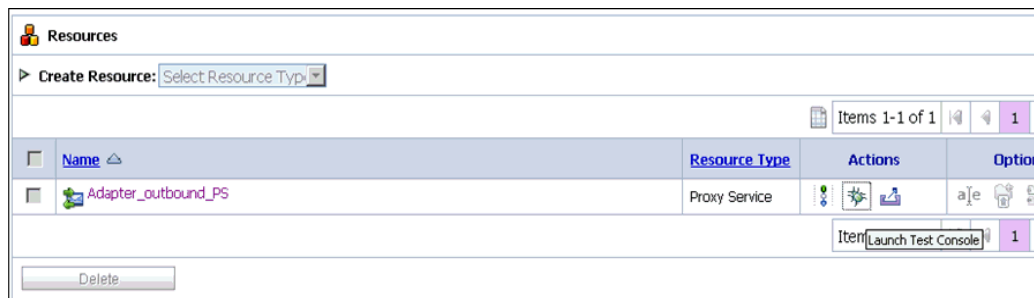 Resources
Create Resource: Select Resource Typ
Items 1-1 of 1 1
Name Resource Type Actions Optio
Adapter_outbound_PS Proxy Service aIe
Item Launch Test Console 1
Delete